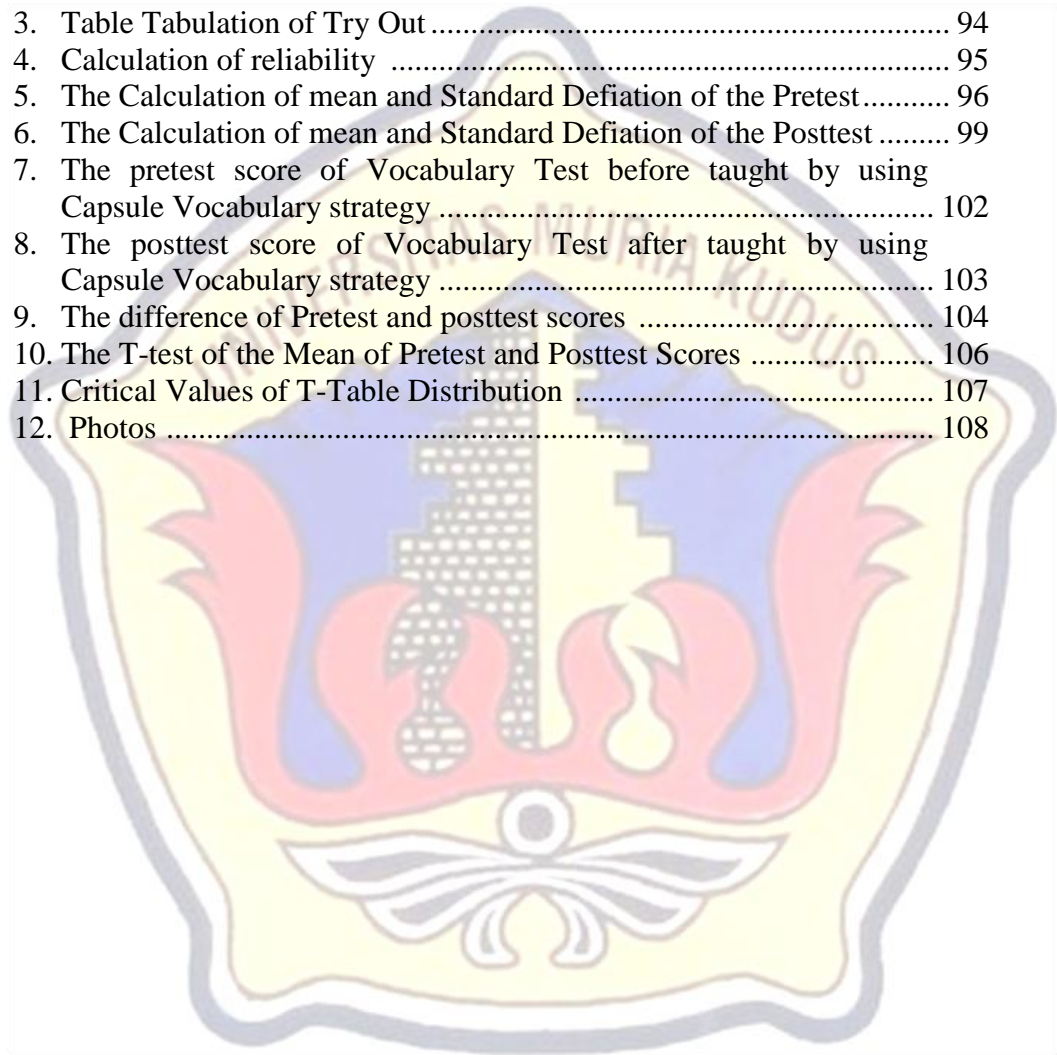 3. Table Tabulation of Try Out ................................................................. 94
4. Calculation of reliability ...................................................................... 95
5. The Calculation of mean and Standard Defiation of the Pretest........... 96
6. The Calculation of mean and Standard Defiation of the Posttest ......... 99
7. The pretest score of Vocabulary Test before taught by using
Capsule Vocabulary strategy .............................................................. 102
8. The posttest score of Vocabulary Test after taught by using
Capsule Vocabulary strategy .............................................................. 103
9. The difference of Pretest and posttest scores ..................................... 104
10. The T-test of the Mean of Pretest and Posttest Scores ....................... 106
11. Critical Values of T-Table Distribution ............................................. 107
12. Photos ................................................................................................ 108
UNIVERSITAS MURIA KUDUS